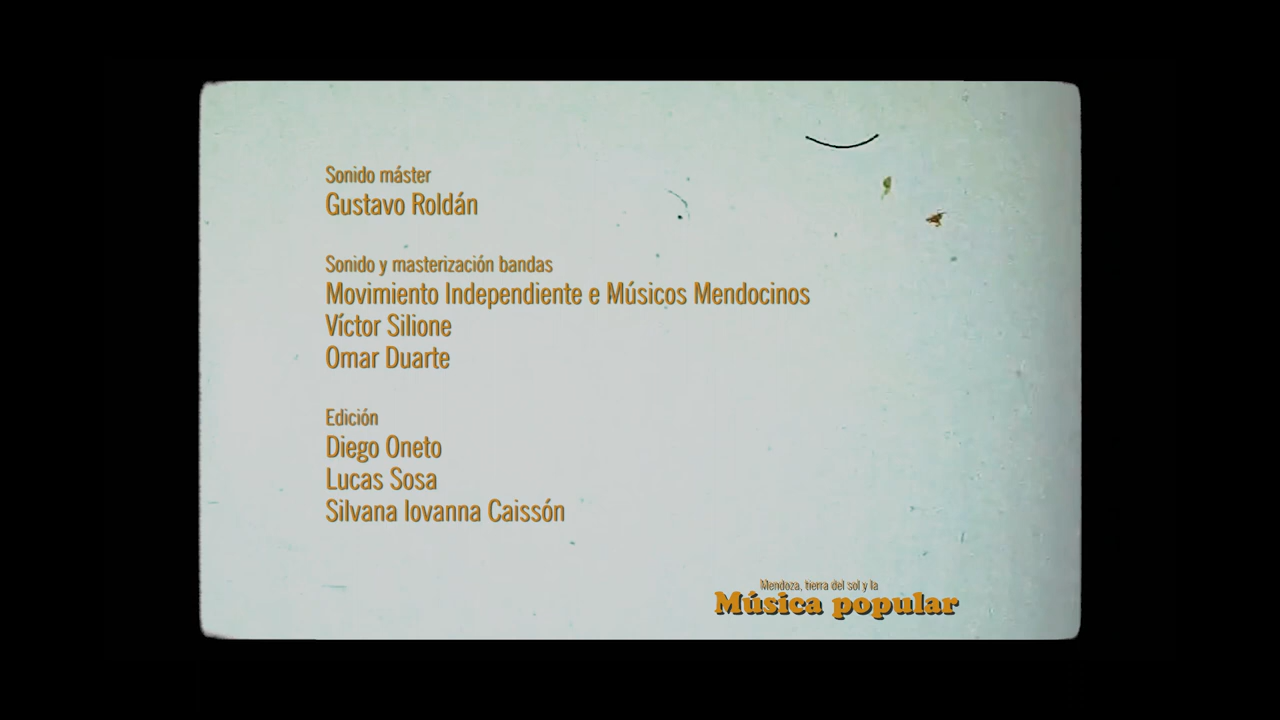 Sonido máster
Gustavo Roldán
Sonido y masterización bandas
Movimiento Independiente e Músicos Mendocinos
Víctor Silione
Omar Duarte
Edición
Diego Oneto
Lucas Sosa
Silvana Iovanna Caissón
Mendoza, tierra del sol y la
Música popular